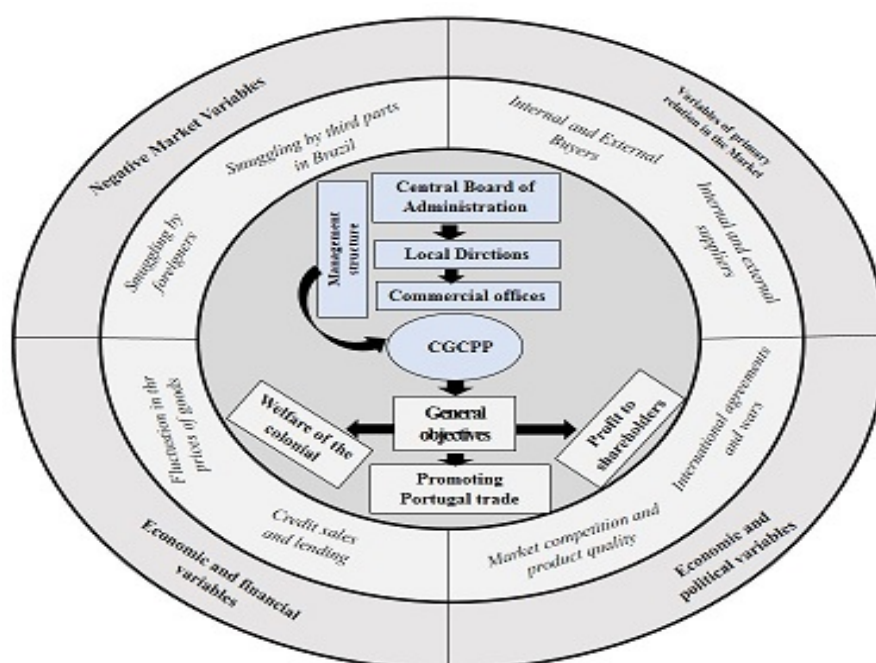 Negative Market Variables
Variables of primary
relation in the Market
Smuggling by third parts
in Brazil
Internal and External
Buyers
Smuggling by
foreigners
Internal and external
suppliers
Central Board of
Administration
Management
structure
Local Dirctions
Commercial offices
CGCPP
General
objectives
Welfare of the
colonial
Profit to
shareholders
Promoting
Portugal trade
Fluctuation in the
prices of goods
International agreements
and wars
Credit sales
and lending
Market competition and
product quality
Economic and financial
variables
Economic and
political variables